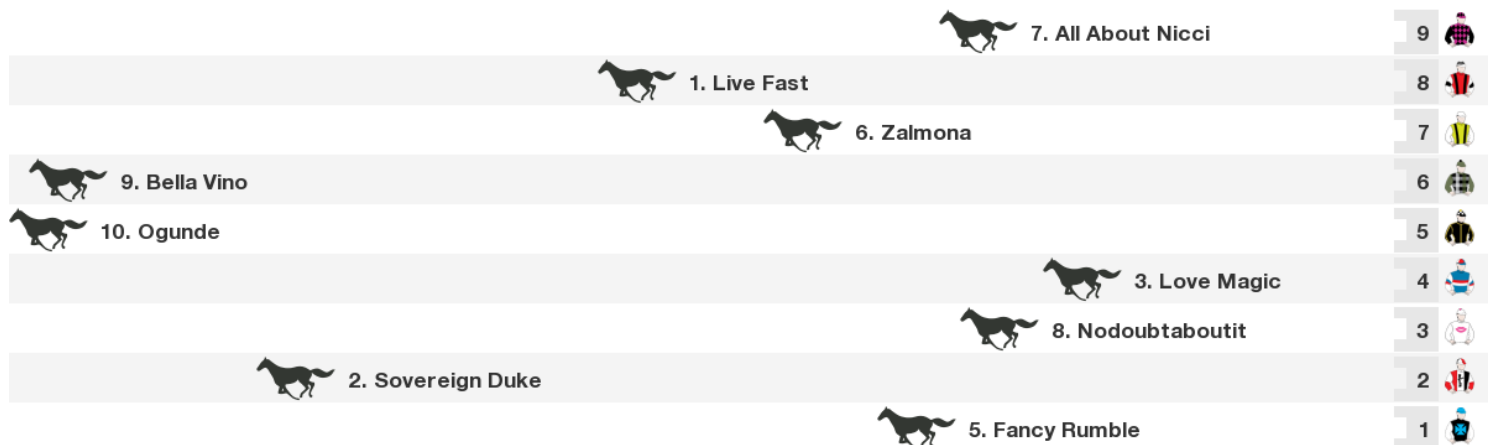 7. All About Nicci 9
1. Live Fast 8
6. Zalmona 7
9. Bella Vino 6
10. Ogunde 5
3. Love Magic 4
8. Nodoubtaboutit 3
2. Sovereign Duke 2
5. Fancy Rumble 1